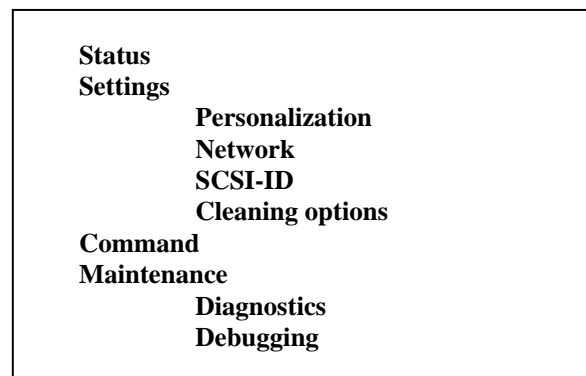 Status
Settings
Personalization
Network
SCSI-ID
Cleaning options
Command
Maintenance
Diagnostics
Debugging